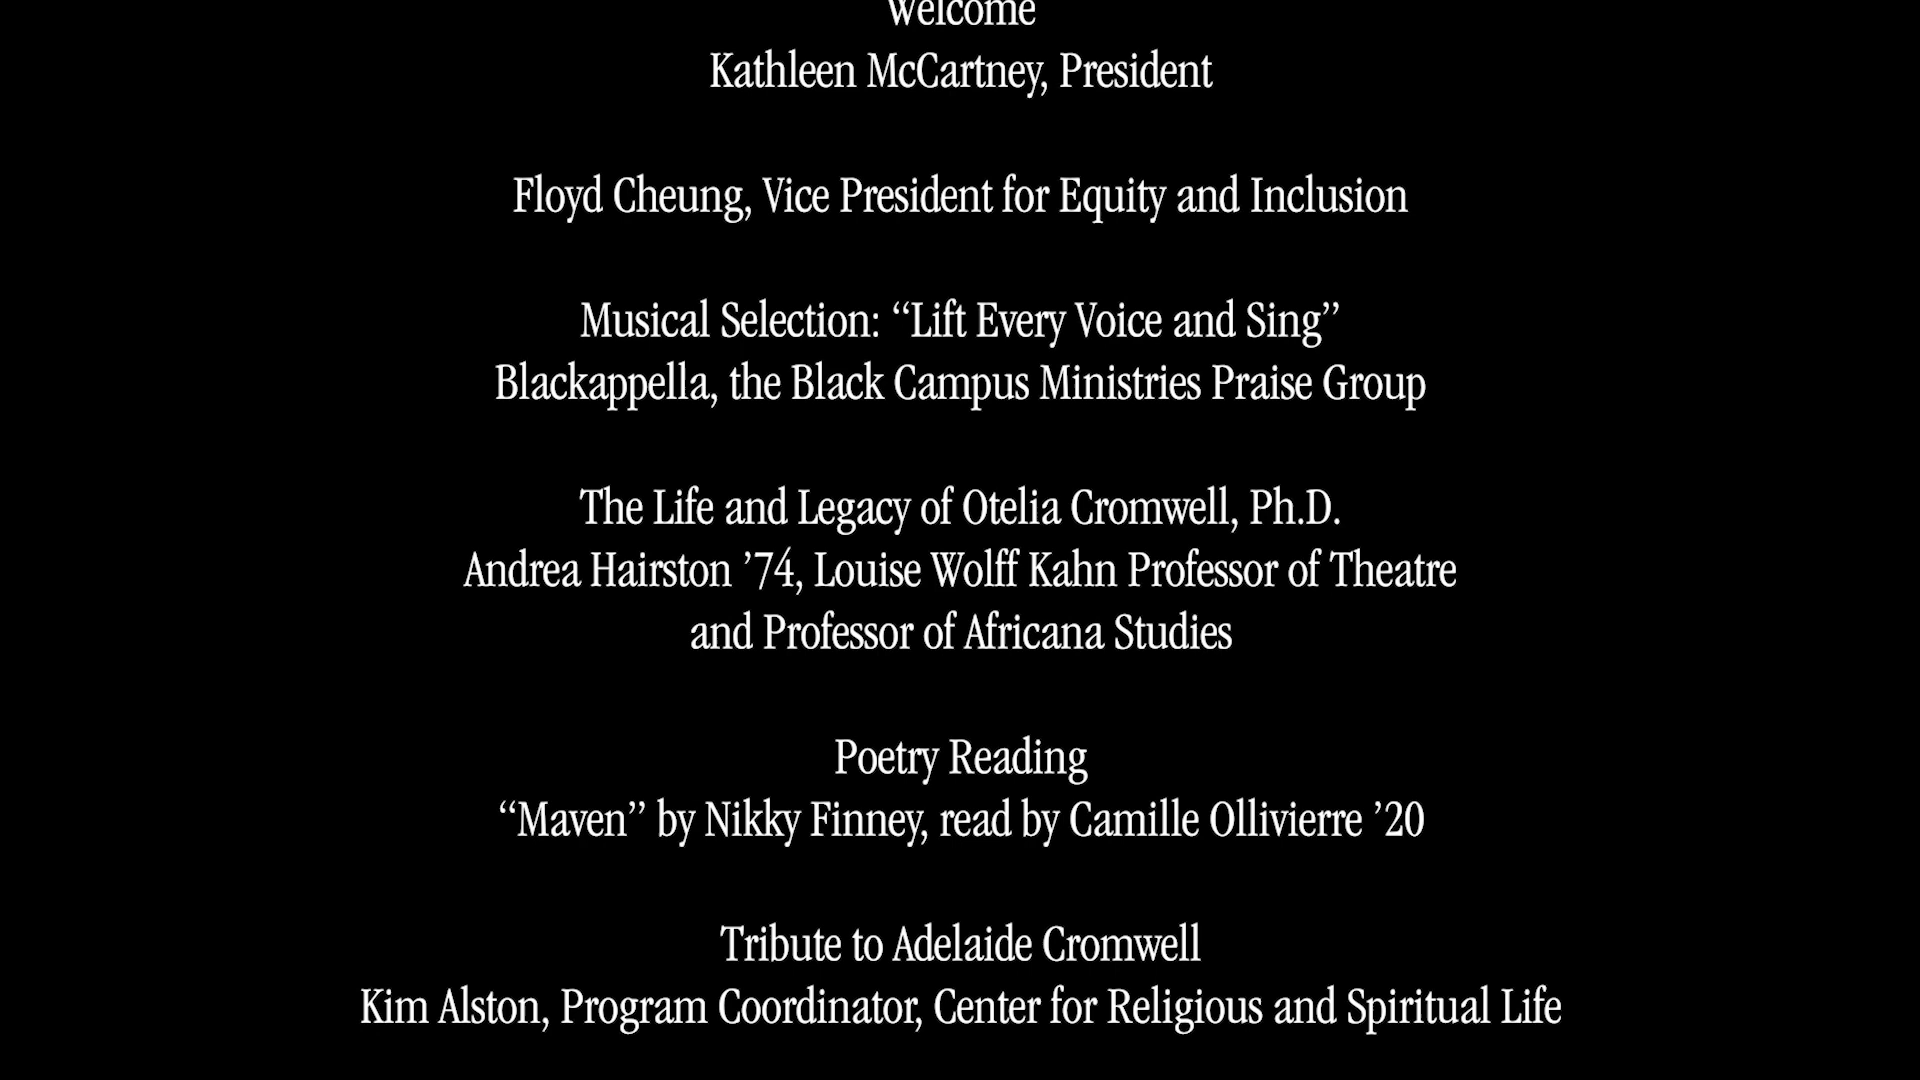 Welcome
Kathleen McCartney, President
Floyd Cheung, Vice President for Equity and Inclusion
Musical Selection: “Lift Every Voice and Sing”
Blackappella, the Black Campus Ministries Praise Group
The Life and Legacy of Otelia Cromwell, Ph.D.
Andrea Hairston ’74, Louise Wolff Kahn Professor of Theatre
and Professor of Africana Studies
Poetry Reading
“Maven” by Nikky Finney, read by Camille Ollivierre ’20
Tribute to Adelaide Cromwell
Kim Alston, Program Coordinator, Center for Religious and Spiritual Life